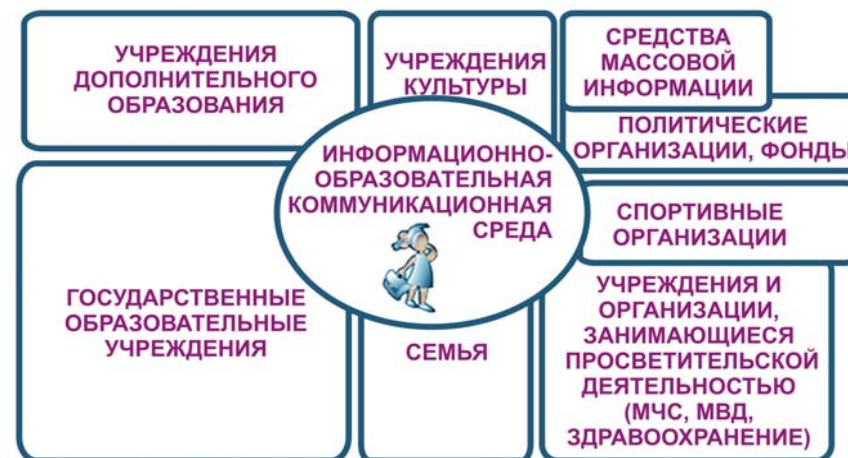 УЧРЕЖДЕНИЯ
ДОПОЛНИТЕЛЬНОГО
ОБРАЗОВАНИЯ
УЧРЕЖДЕНИЯ
КУЛЬТУРЫ
СРЕДСТВА
МАССОВОЙ
ИНФОРМАЦИИ
ПОЛИТИЧЕСКИЕ
ОРГАНИЗАЦИИ, ФОНДЫ
ИНФОРМАЦИОННО-
ОБРАЗОВАТЕЛЬНАЯ
КОММУНИКАЦИОННАЯ
СРЕДА
СПОРТИВНЫЕ
ОРГАНИЗАЦИИ
ГОСУДАРСТВЕННЫЕ
ОБРАЗОВАТЕЛЬНЫЕ
УЧРЕЖДЕНИЯ
СЕМЬЯ
УЧРЕЖДЕНИЯ И
ОРГАНИЗАЦИИ,
ЗАНИМАЮЩИЕСЯ
ПРОСВЕТИТЕЛЬСКОЙ
ДЕЯТЕЛЬНОСТЬЮ
(МЧС, МВД,
ЗДРАВООХРАНЕНИЕ)